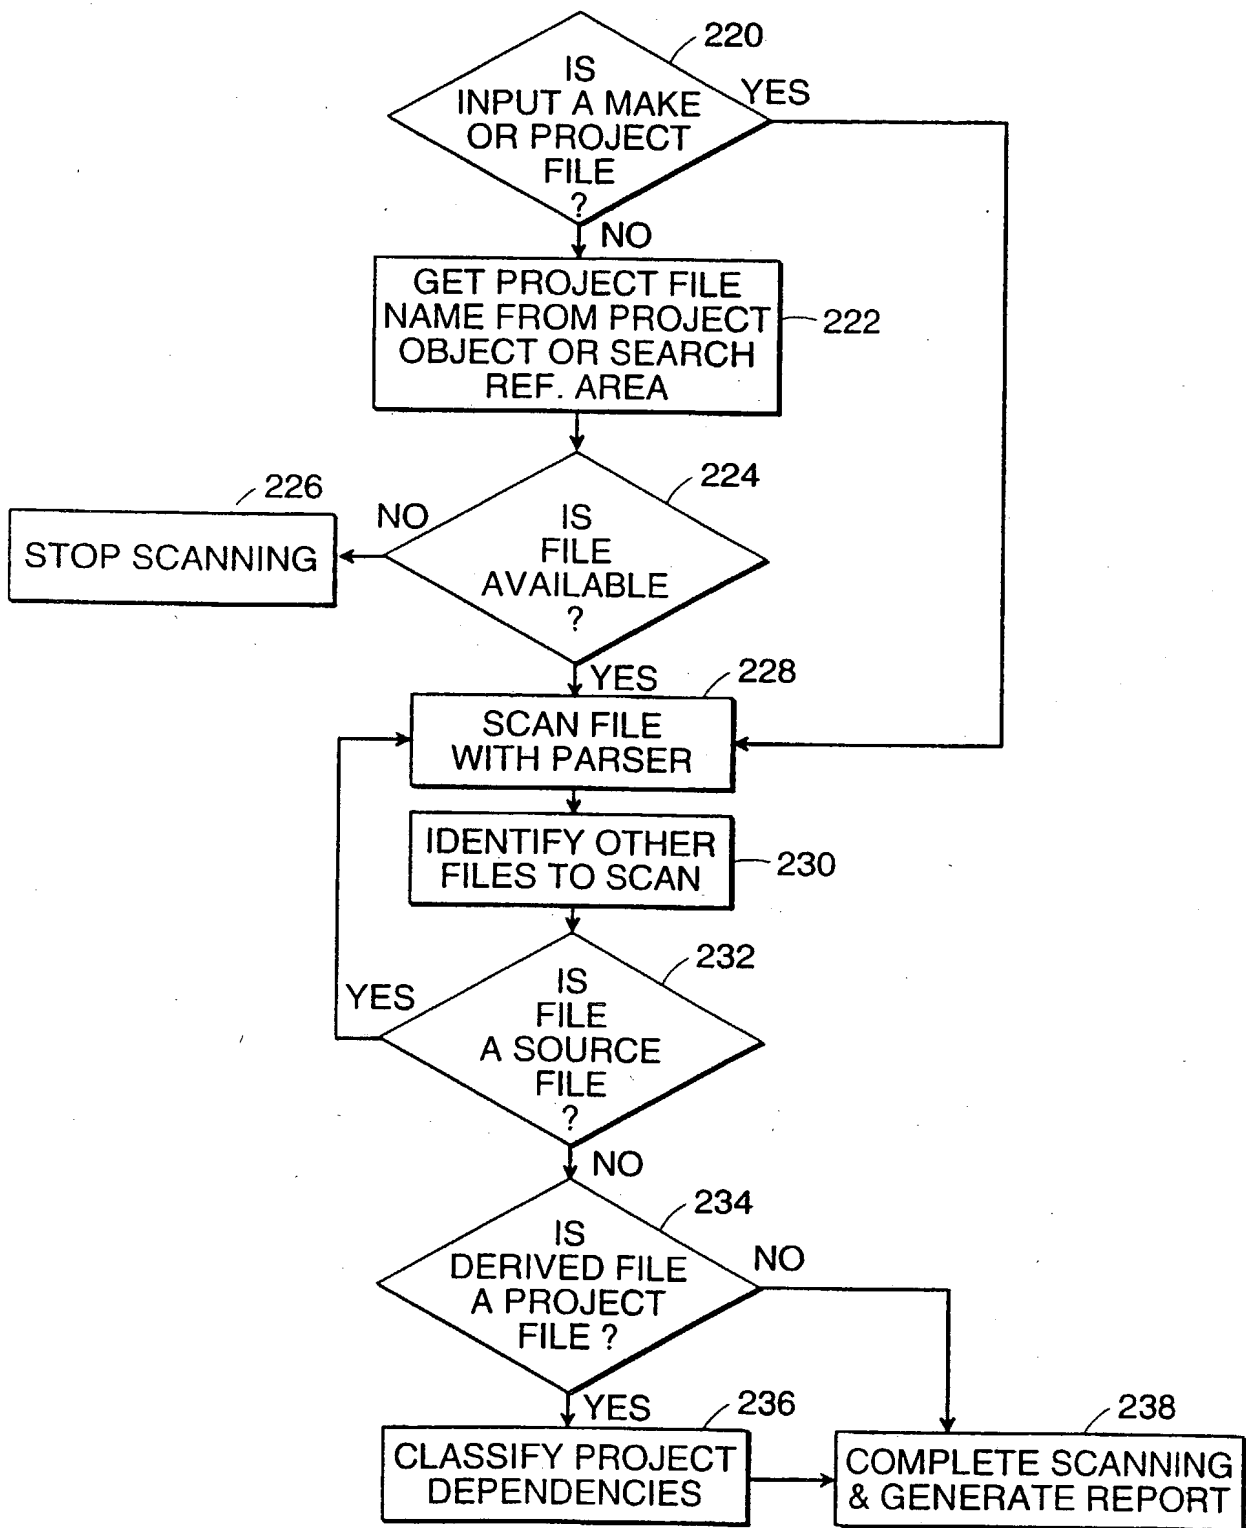 220
IS
INPUT A MAKE
OR PROJECT
FILE
?
YES
NO
GET PROJECT FILE
NAME FROM PROJECT
OBJECT OR SEARCH
REF. AREA
222
224
226
NO
IS
FILE
AVAILABLE
?
STOP SCANNING
YES
228
SCAN FILE
WITH PARSER
IDENTIFY OTHER
FILES TO SCAN
230
232
YES
IS
FILE
A SOURCE
FILE
?
NO
234
IS
DERIVED FILE
A PROJECT
FILE ?
NO
YES
236
238
CLASSIFY PROJECT
DEPENDENCIES
COMPLETE SCANNING
& GENERATE REPORT